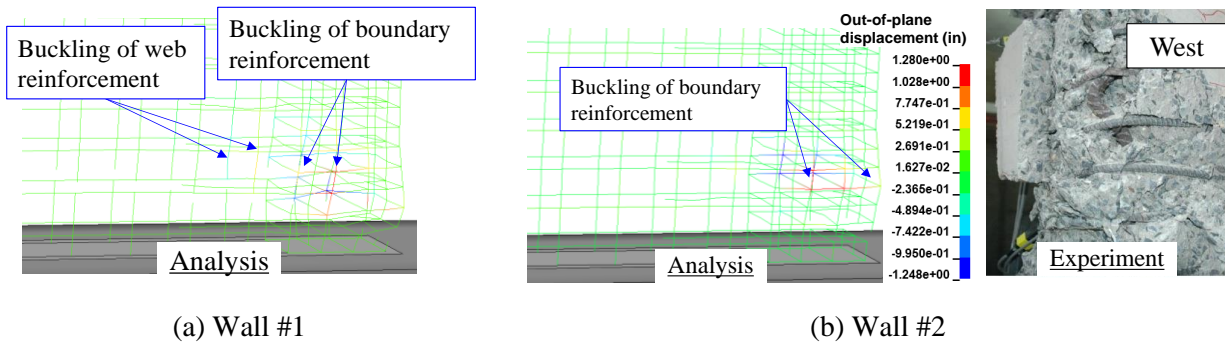 Buckling of web
reinforcement
Buckling of boundary
reinforcement
Analysis
(a) Wall #1
Buckling of boundary
reinforcement
Analysis
Out-of-plane
displacement (in)
1.280e+00
1.028e+00
7.747e-01
5.219e-01
2.691e-01
1.627e-02
-2.365e-01
-4.894e-01
-7.422e-01
-9.950e-01
-1.248e+00
West
Experiment
(b) Wall #2